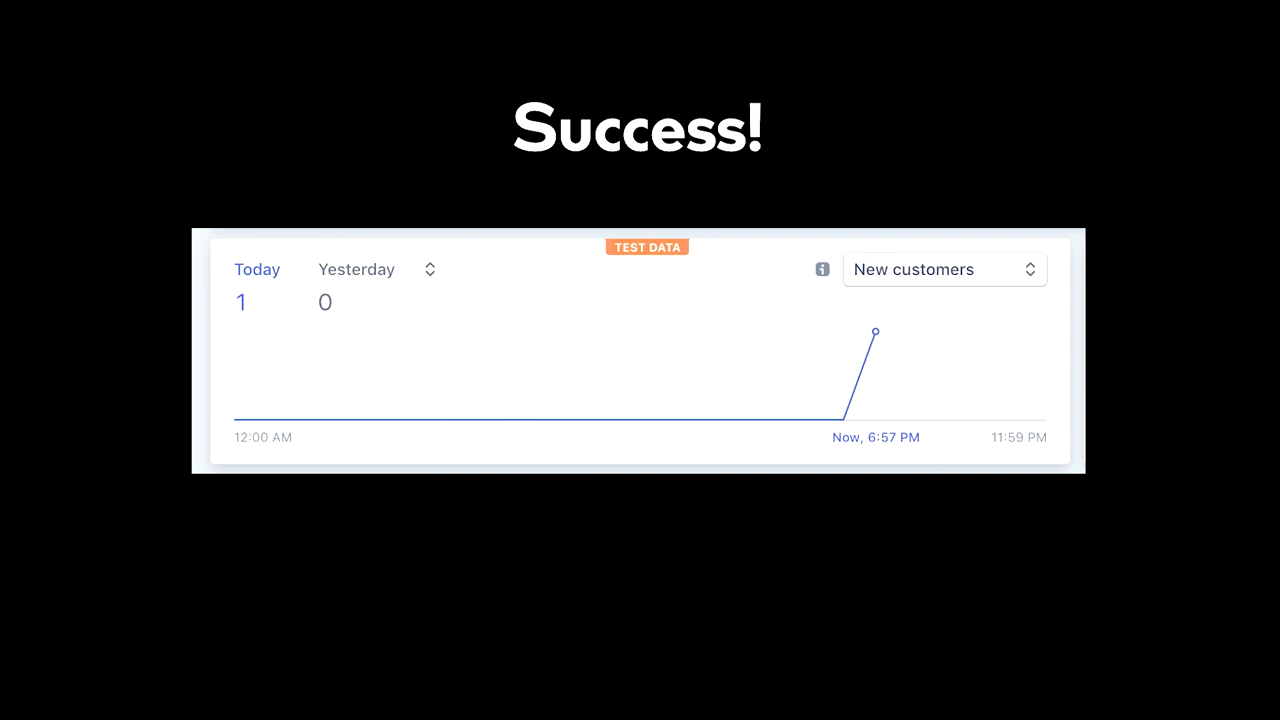 Success!
TEST DATA
Today Yesterday New customers
1 0
12:00 AM Now, 6:57 PM 11:59 PM